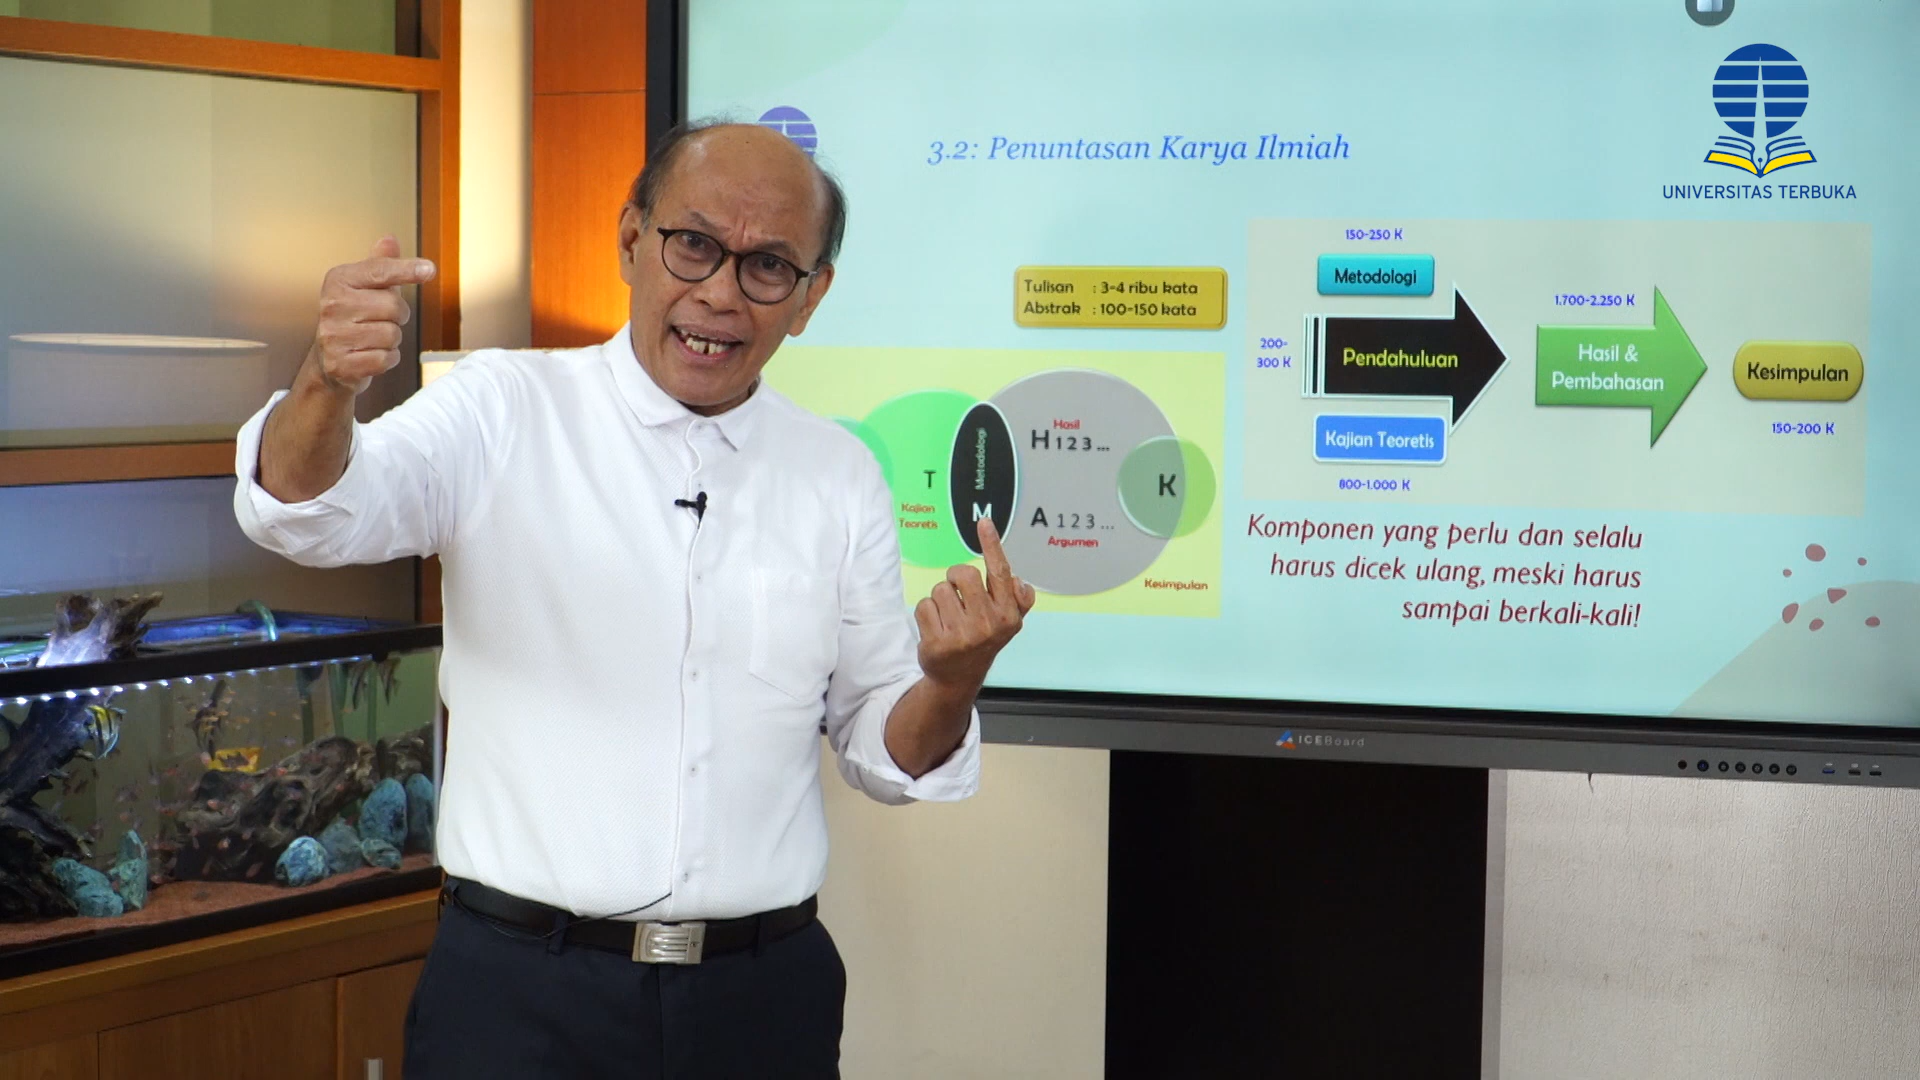 UNIVERSITAS TERBUKA
3.2: Penuntasan Karya Ilmiah
Tulisan : 3-4 ribu kata
Abstrak : 100-150 kata
150-250 K
Metodologi
200-
300 K
Pendahuluan
Kajian Teoretis
800-1.000 K
1.700-2.250 K
Hasil &
Pembahasan
Kesimpulan
150-200 K
T
Kajian
Teoretis
Metodologi
M
Hasil
H 1 2 3 ...
A 1 2 3 ...
Argumen
K
Kesimpulan
Komponen yang perlu dan selalu
harus dicek ulang, meski harus
sampai berkali-kali!
ICEBoard